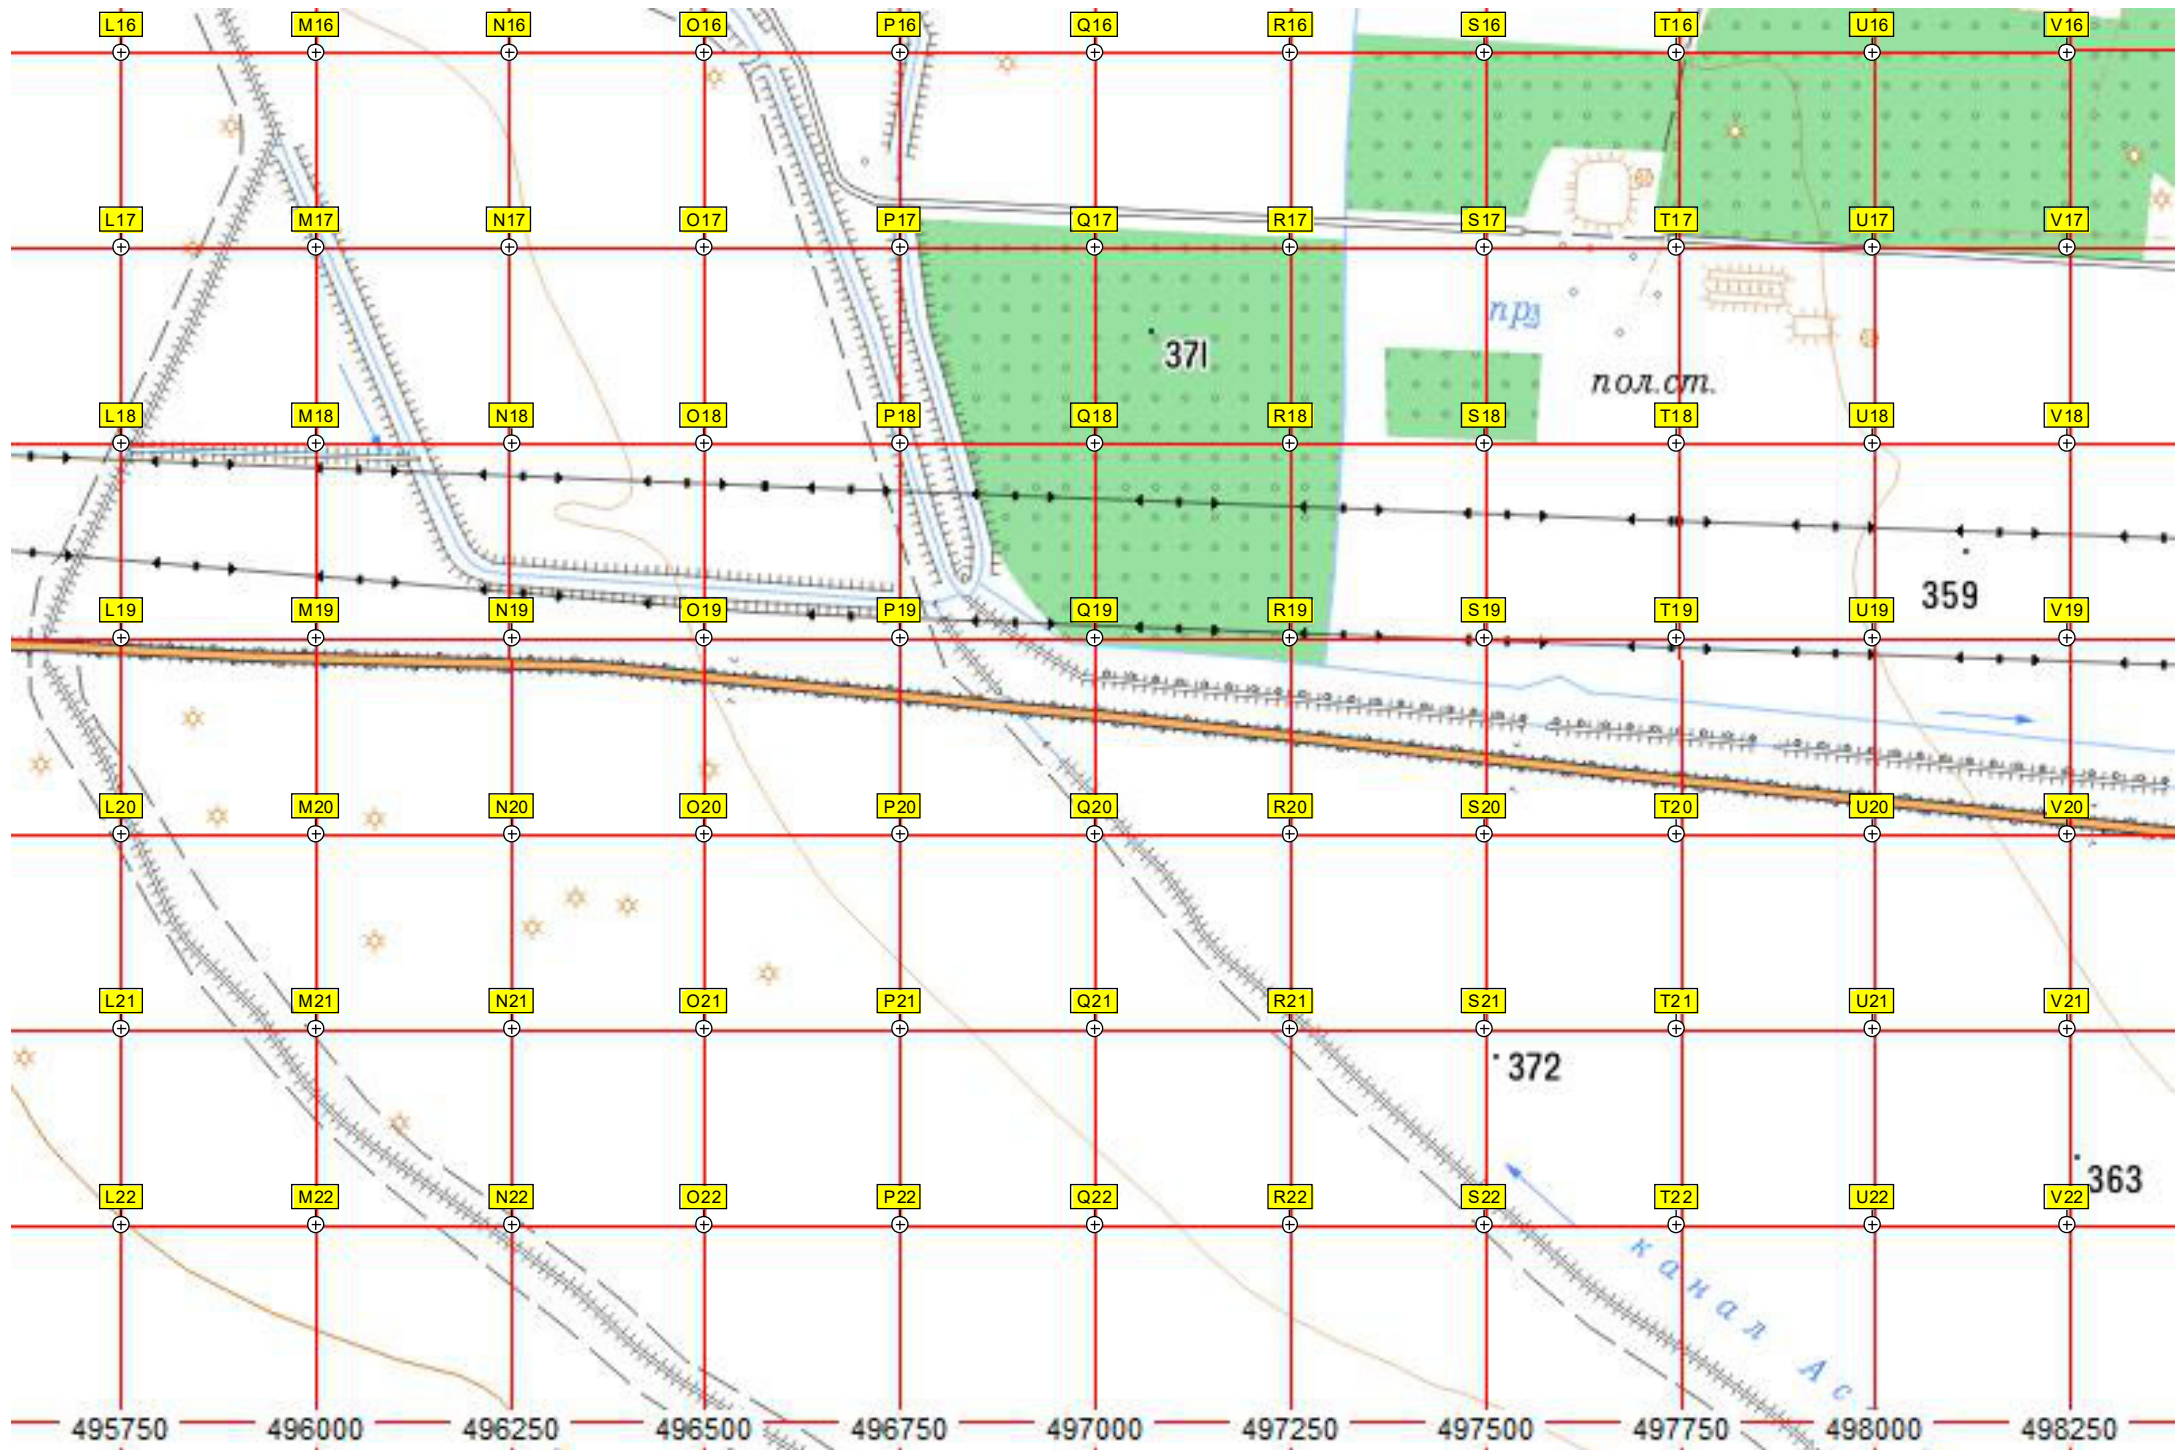 L16 M16 N16 O16 P16 Q16 R16 S16 T16 U16 V16
L17 M17 N17 O17 P17 Q17 R17 S17 T17 U17 V17
прз
371
пол.ст.
L18 M18 N18 O18 P18 Q18 R18 S18 T18 U18 V18
359
L19 M19 N19 O19 P19 Q19 R19 S19 T19 U19 V19
L20 M20 N20 O20 P20 Q20 R20 S20 T20 U20 V20
L21 M21 N21 O21 P21 Q21 R21 S21 T21 U21 V21
372
363
L22 M22 N22 O22 P22 Q22 R22 S22 T22 U22 V22
канал Ас
495750 496000 496250 496500 496750 497000 497250 497500 497750 498000 498250